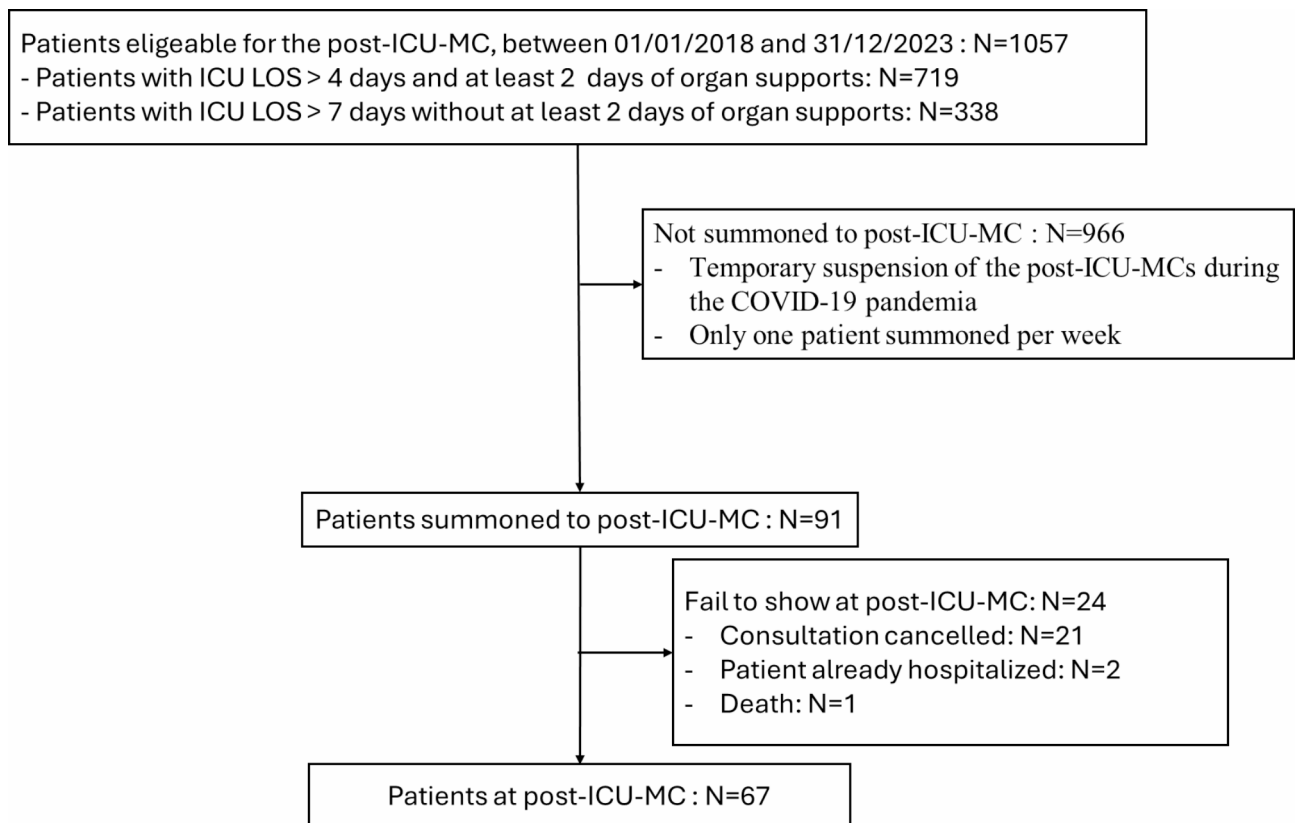 Patients eligeable for the post-ICU-MC, between 01/01/2018 and 31/12/2023 : N=1057
- Patients with ICU LOS > 4 days and at least 2 days of organ supports: N=719
- Patients with ICU LOS > 7 days without at least 2 days of organ supports: N=338
Not summoned to post-ICU-MC : N=966
- Temporary suspension of the post-ICU-MCs during
the COVID-19 pandemia
- Only one patient summoned per week
Patients summoned to post-ICU-MC : N=91
Fail to show at post-ICU-MC: N=24
- Consultation cancelled: N=21
- Patient already hospitalized: N=2
- Death: N=1
Patients at post-ICU-MC : N=67